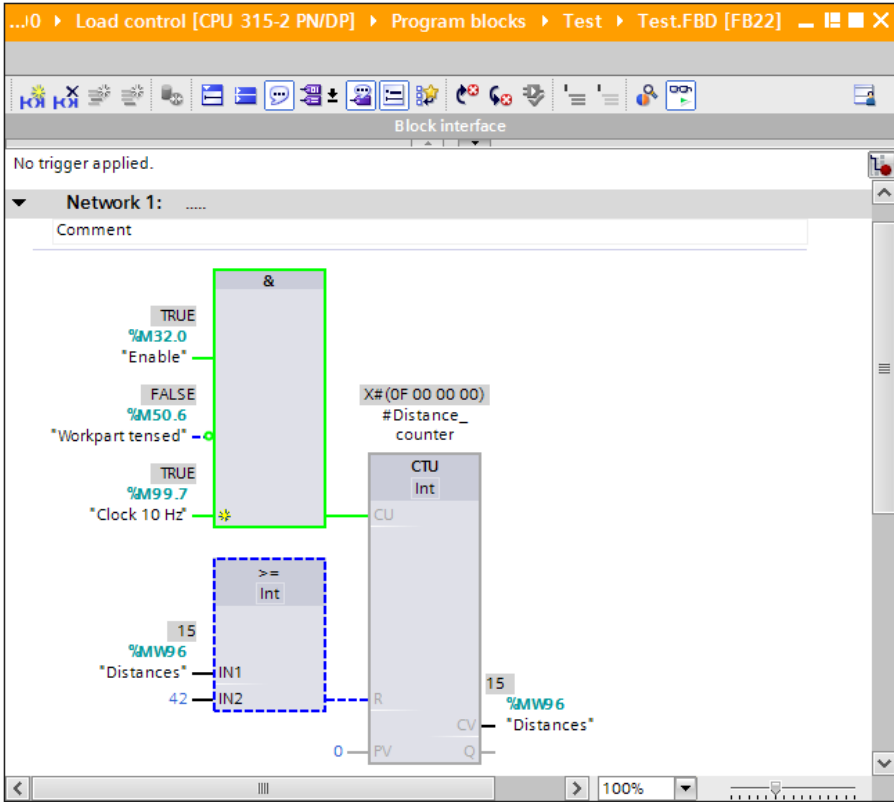 ...)0 ▸ Load control [CPU 315-2 PN/DP] ▸ Program blocks ▸ Test ▸ Test.FBD [FB22]
Block interface
No trigger applied.
Network 1: .....
Comment
&
TRUE
%M32.0
"Enable"
FALSE
%M50.6
"Workpart tensed"
TRUE
%M99.7
"Clock 10 Hz"
X#(0F 00 00 00)
#Distance_
counter
CTU
Int
CU
>=
Int
15
%MW96
"Distances" IN1
42 IN2
R
15
%MW96
CV "Distances"
0 PV Q
100%